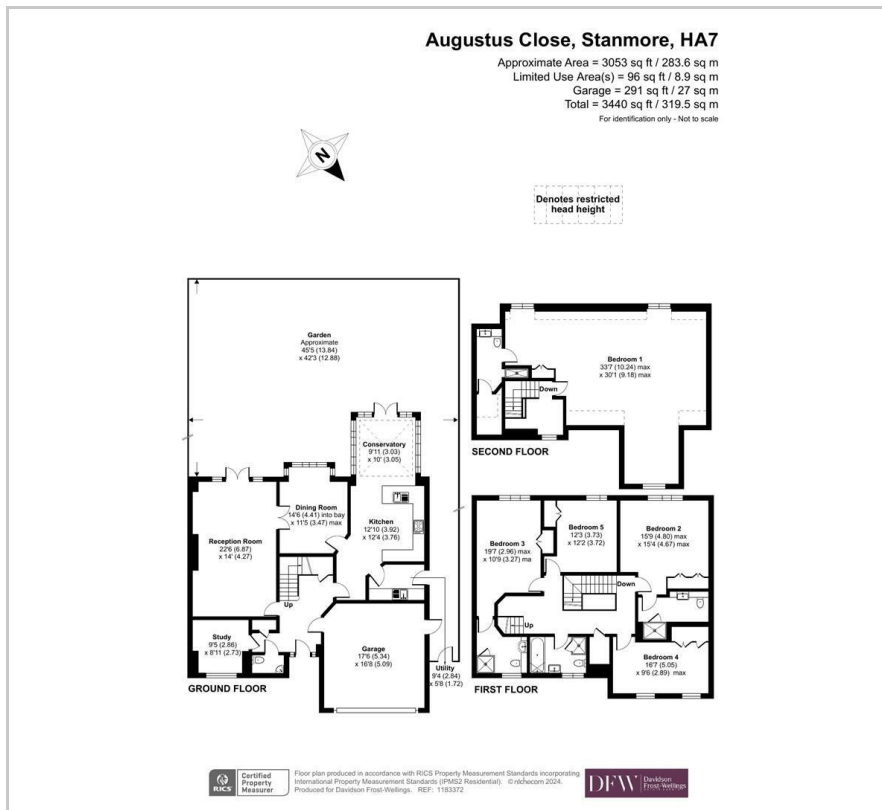 Augustus Close, Stanmore, HA7
Approximate Area = 3053 sq ft / 283.6 sq m
Limited Use Area(s) = 96 sq ft / 8.9 sq m
Garage = 291 sq ft / 27 sq m
Total = 3440 sq ft / 319.5 sq m
For identification only - Not to scale
N
Denotes restricted
head height
Garden
Approximate
45'5 (13.84)
x 42'3 (12.88)
Bedroom 1
33'7 (10.24) max
x 30'1 (9.18) max
Down
SECOND FLOOR
Conservatory
9'11 (3.03)
x 10' (3.05)
Dining Room
14'6 (4.41) into bay
x 11'5 (3.47) max
Kitchen
12'10 (3.92)
x 12'4 (3.76)
Reception Room
22'6 (6.87)
x 14' (4.27)
Up
Study
9'5 (2.86)
x 8'11 (2.73)
Garage
17'6 (5.34)
x 16'8 (5.09)
Utility
9'4 (2.84)
x 5'8 (1.72)
GROUND FLOOR
Bedroom 3
19'7 (2.96) max
x 10'9 (3.27) ma
Bedroom 5
12'3 (3.73)
x 12'2 (3.72)
Bedroom 2
15'9 (4.80) max
x 15'4 (4.67) max
Down
Up
Bedroom 4
16'7 (5.05)
x 9'6 (2.89) max
FIRST FLOOR
RICS
Certified
Property
Measurer
Floor plan produced in accordance with RICS Property Measurement Standards incorporating
International Property Measurement Standards (IPMS2 Residential). © nichecom 2024.
Produced for Davidson Frost-Wellings. REF: 1183372
DFW
Davidson
Frost-Wellings